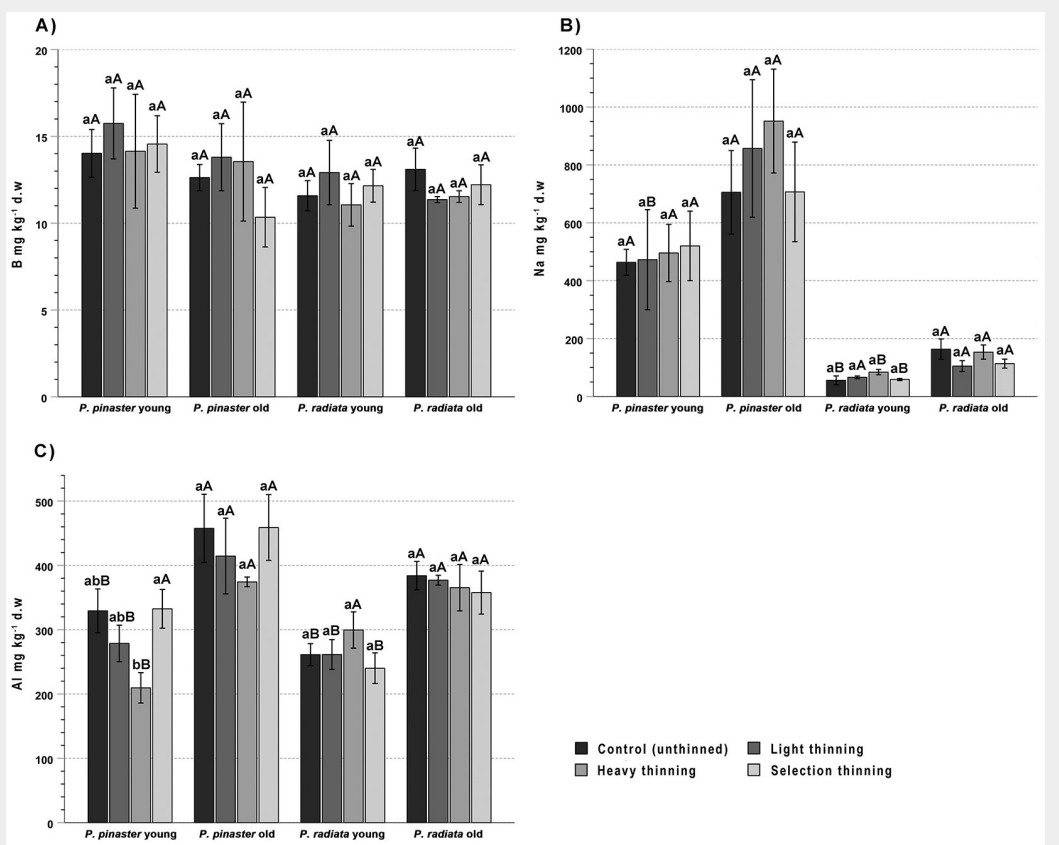 A)
B mg kg⁻¹ d.w
20
15
10
5
0
aA aA aA aA
aA aA aA aA
aA aA aA aA
aA aA aA aA
P. pinaster young P. pinaster old P. radiata young P. radiata old
B)
Na mg kg⁻¹ d.w
1200
1000
800
600
400
200
0
aA aB aA aA
aA aA aA aA
aB aA aB aB
aA aA aA aA
P. pinaster young P. pinaster old P. radiata young P. radiata old
C)
Al mg kg⁻¹ d.w
500
400
300
200
100
0
abB abB bB aA
aA aA aA aA
aB aB aA aB
aA aA aA aA
P. pinaster young P. pinaster old P. radiata young P. radiata old
Control (unthinned) Light thinning
Heavy thinning Selection thinning